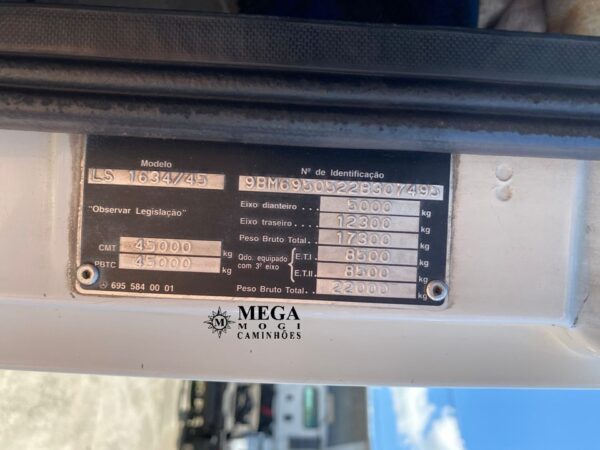 Modelo
LS 1634/45
Nº de Identificação
9BM6950522B307495
"Observar Legislação"
Eixo dianteiro . . . 5000 kg
Eixo traseiro . . . 12300 kg
Peso Bruto Total . . 17300 kg
CMT 45000 kg
PBTC 45000 kg
Qdo. equipado com 3º eixo
E.T.I 8500 kg
E.T.II 8500 kg
Peso Bruto Total . . 22000 kg
695 584 00 01
M
MEGA
MOGI
CAMINHÕES